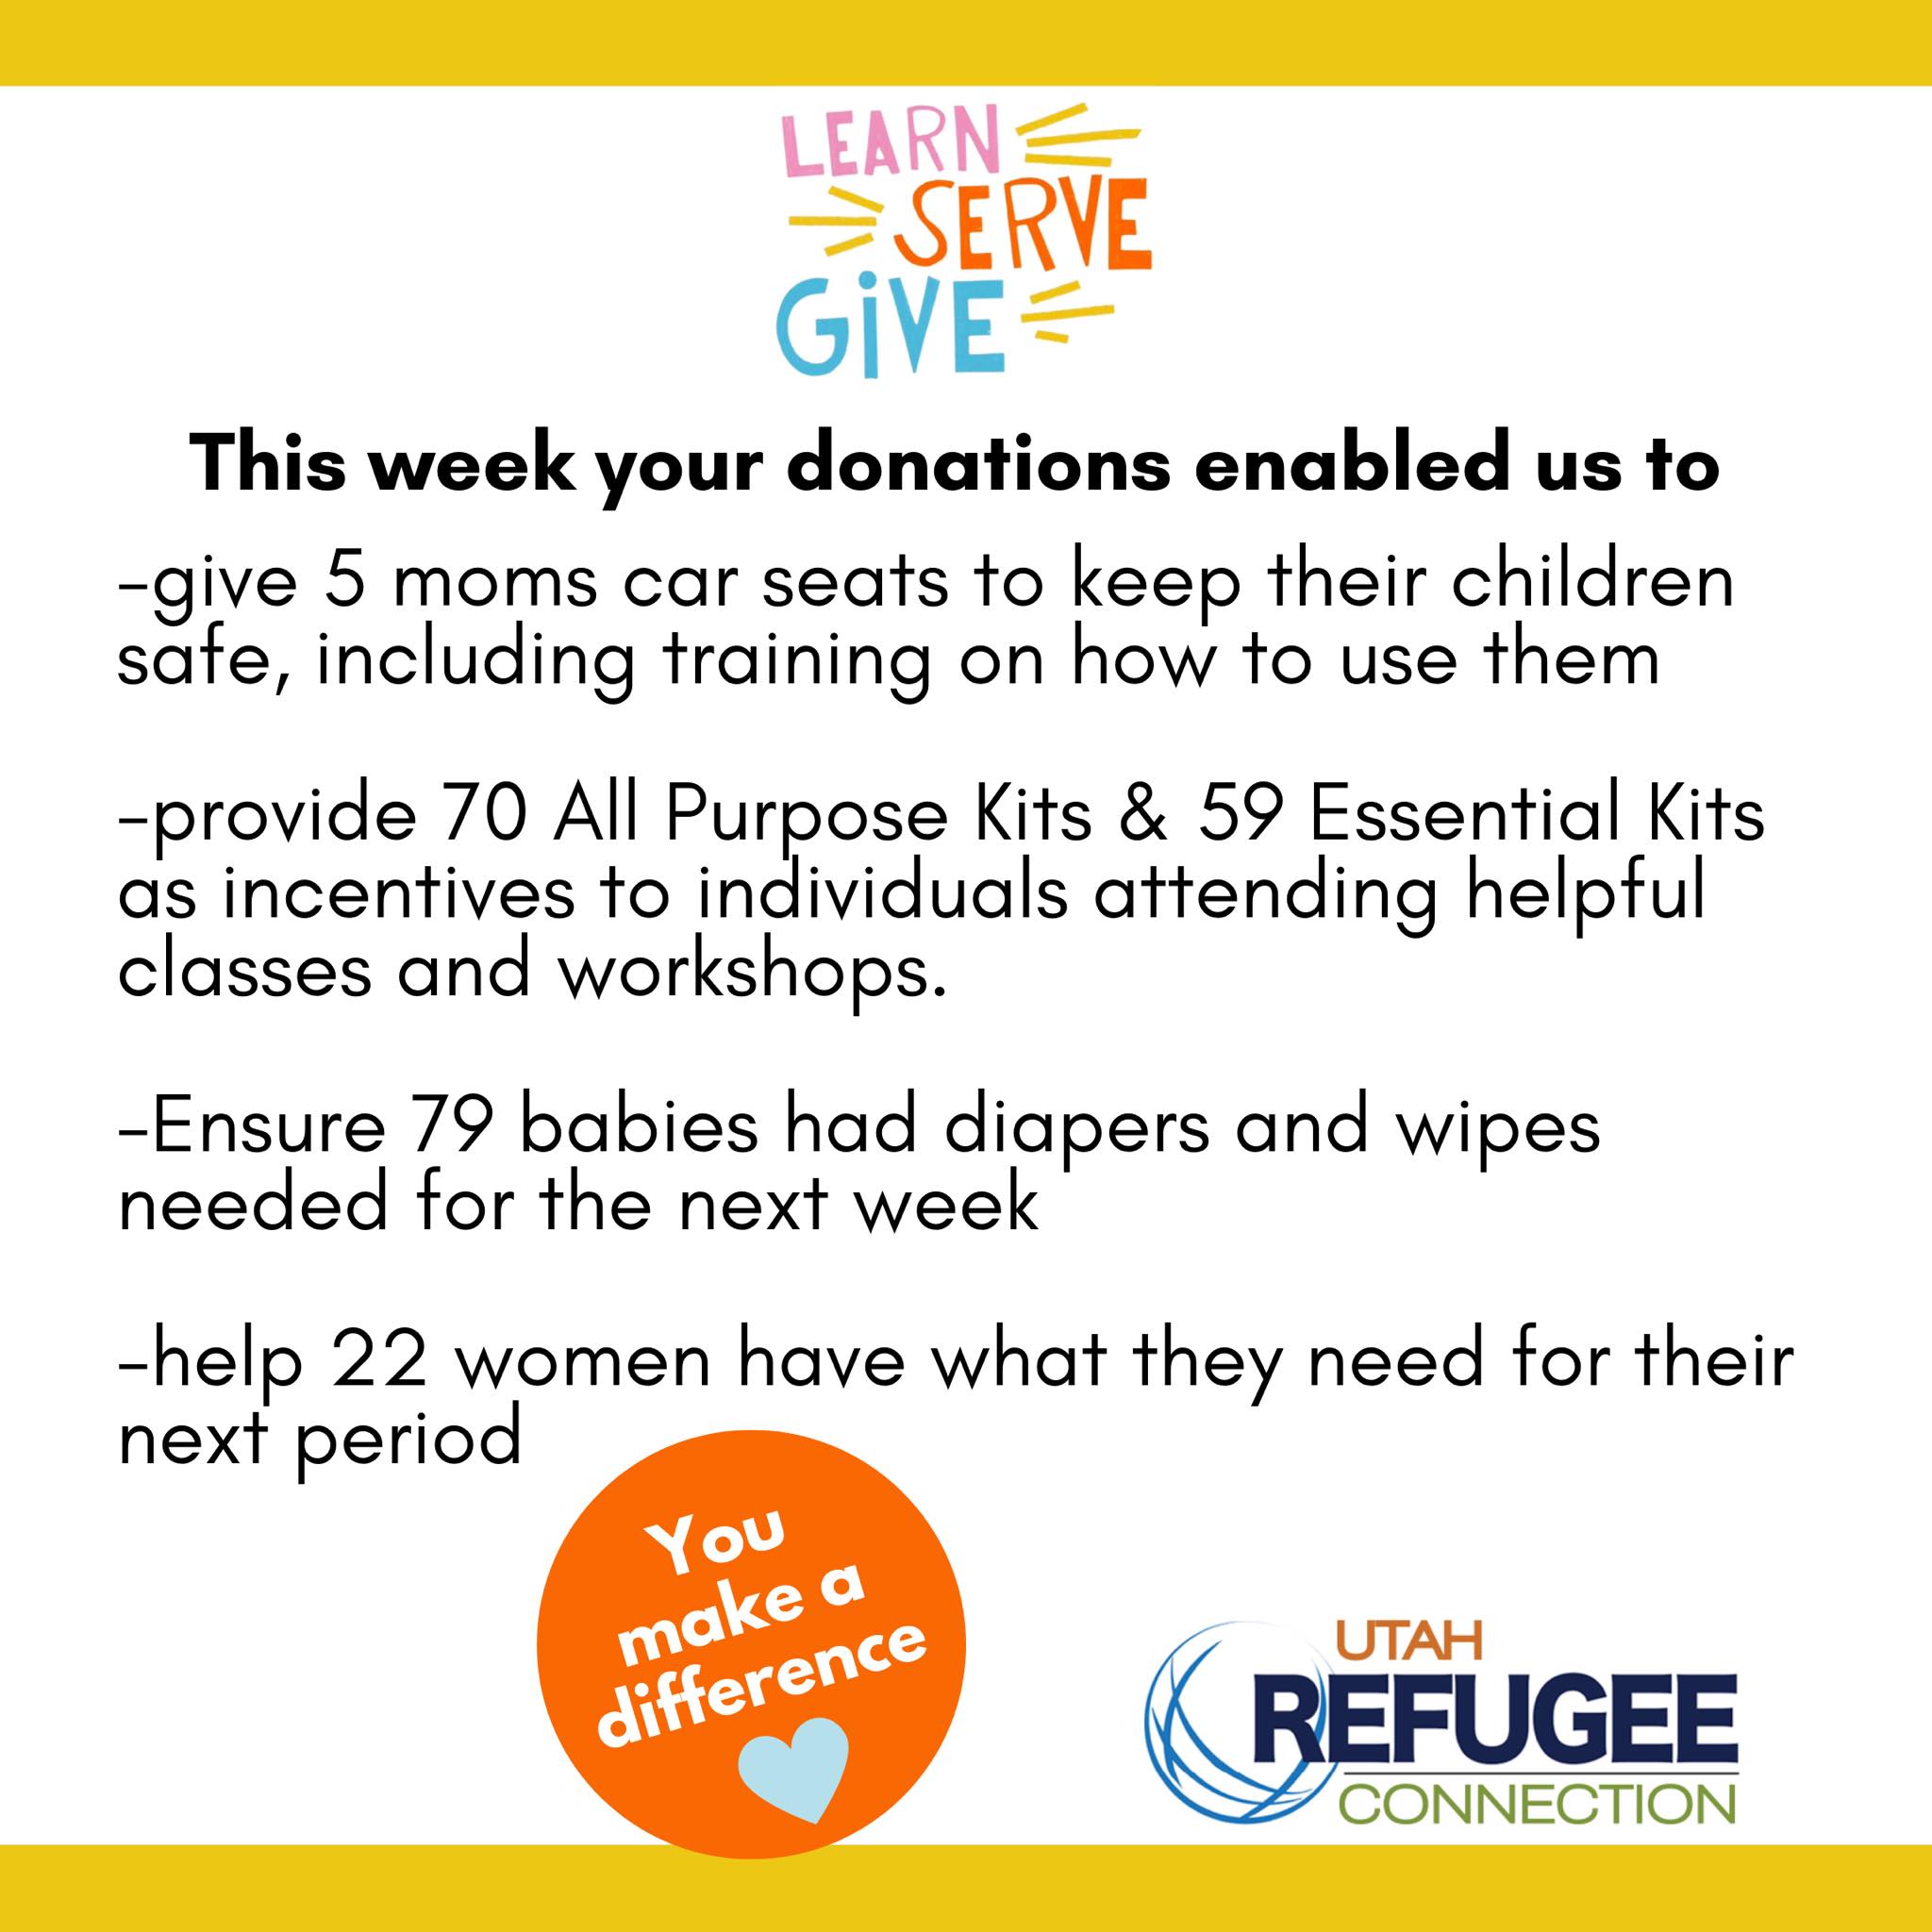 LEARN
SERVE
GiVE
This week your donations enabled us to
-give 5 moms car seats to keep their children
safe, including training on how to use them
-provide 70 All Purpose Kits & 59 Essential Kits
as incentives to individuals attending helpful
classes and workshops.
-Ensure 79 babies had diapers and wipes
needed for the next week
-help 22 women have what they need for their
next period
You
make a
difference
UTAH
REFUGEE
CONNECTION